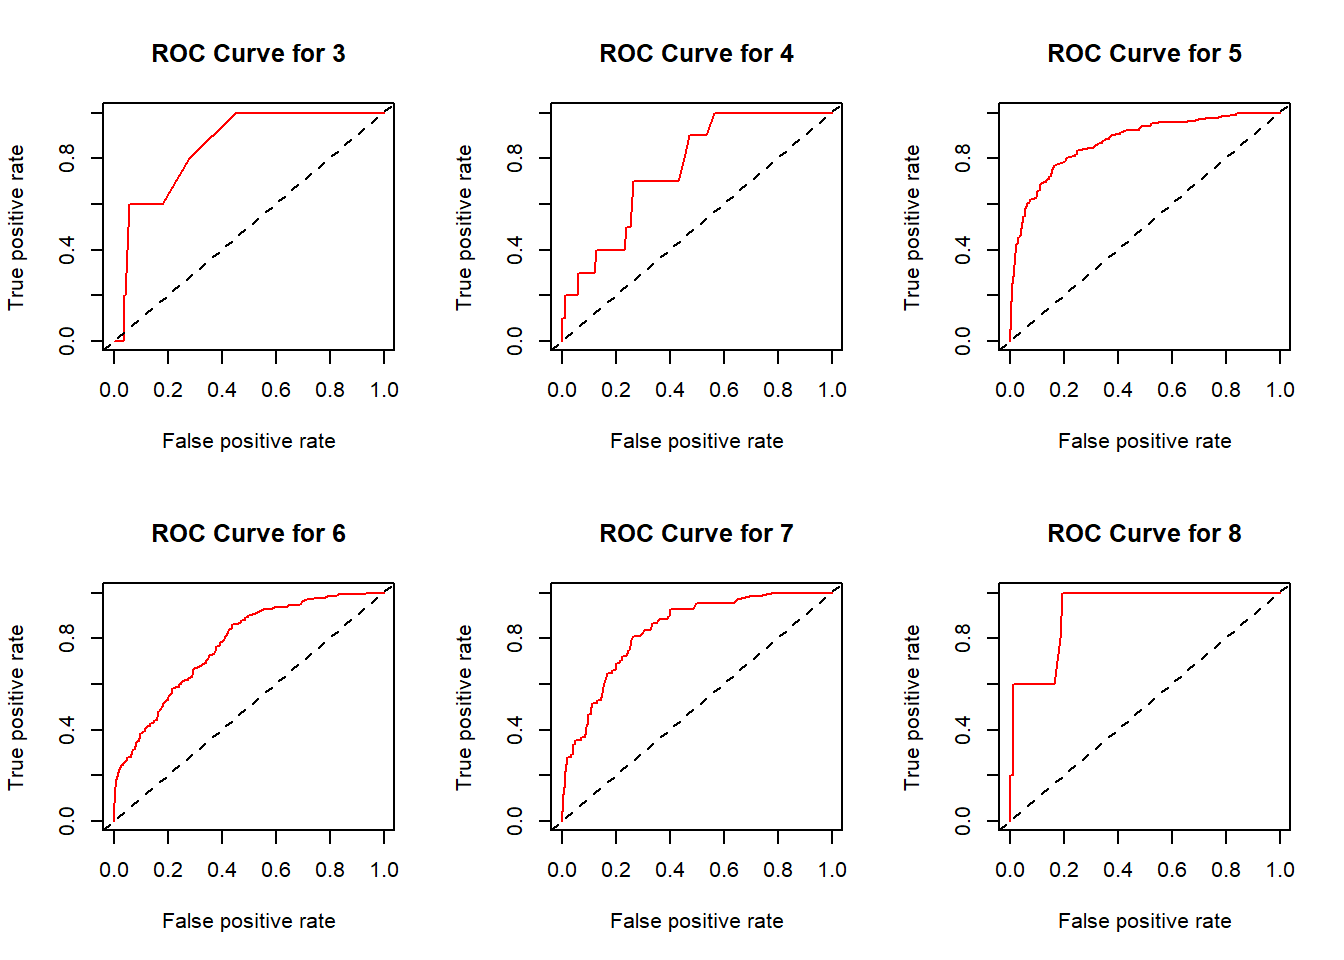 ROC Curve for 3
True positive rate
0.0 0.4 0.8
0.0 0.2 0.4 0.6 0.8 1.0
False positive rate
ROC Curve for 4
True positive rate
0.0 0.4 0.8
0.0 0.2 0.4 0.6 0.8 1.0
False positive rate
ROC Curve for 5
True positive rate
0.0 0.4 0.8
0.0 0.2 0.4 0.6 0.8 1.0
False positive rate
ROC Curve for 6
True positive rate
0.0 0.4 0.8
0.0 0.2 0.4 0.6 0.8 1.0
False positive rate
ROC Curve for 7
True positive rate
0.0 0.4 0.8
0.0 0.2 0.4 0.6 0.8 1.0
False positive rate
ROC Curve for 8
True positive rate
0.0 0.4 0.8
0.0 0.2 0.4 0.6 0.8 1.0
False positive rate